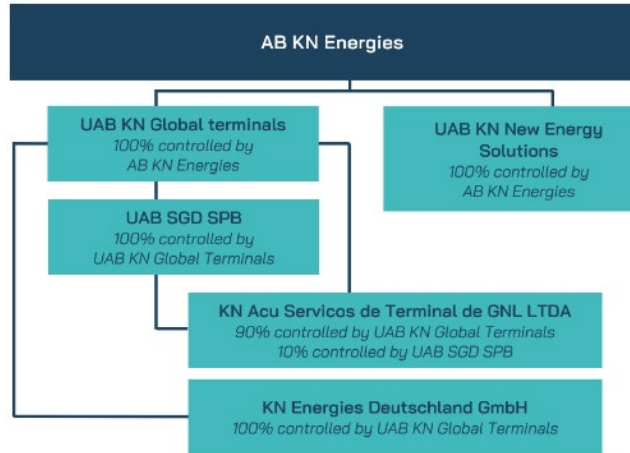 AB KN Energies
UAB KN Global terminals
100% controlled by
AB KN Energies
UAB KN New Energy
Solutions
100% controlled by
AB KN Energies
UAB SGD SPB
100% controlled by
UAB KN Global Terminals
KN Acu Servicos de Terminal de GNL LTDA
90% controlled by UAB KN Global Terminals
10% controlled by UAB SGD SPB
KN Energies Deutschland GmbH
100% controlled by UAB KN Global Terminals